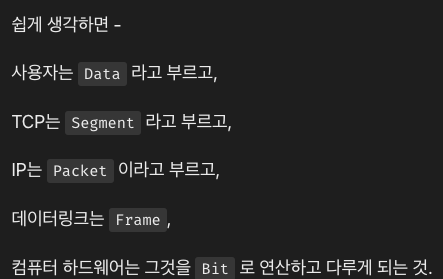 쉽게 생각하면 -
사용자는 Data 라고 부르고,
TCP는 Segment 라고 부르고,
IP는 Packet 이라고 부르고,
데이터링크는 Frame,
컴퓨터 하드웨어는 그것을 Bit 로 연산하고 다루게 되는 것.